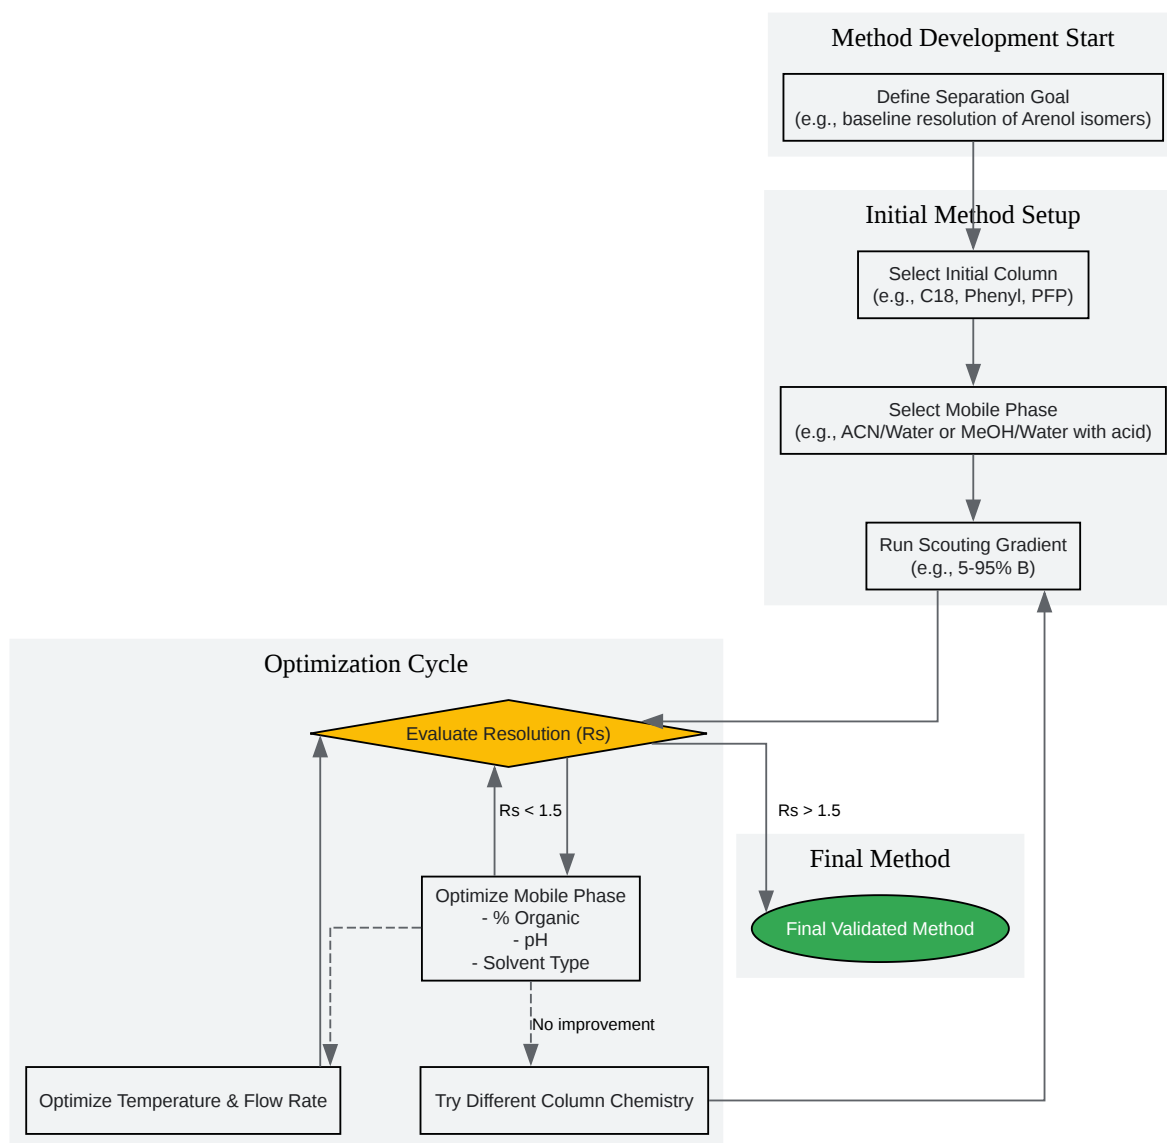 Method Development Start
Define Separation Goal
(e.g., baseline resolution of Arenol isomers)
Initial Method Setup
Select Initial Column
(e.g., C18, Phenyl, PFP)
Select Mobile Phase
(e.g., ACN/Water or MeOH/Water with acid)
Run Scouting Gradient
(e.g., 5-95% B)
Optimization Cycle
Evaluate Resolution (Rs)
Rs < 1.5
Rs > 1.5
Final Method
Final Validated Method
Optimize Mobile Phase
- % Organic
- pH
- Solvent Type
No improvement
Optimize Temperature & Flow Rate
Try Different Column Chemistry